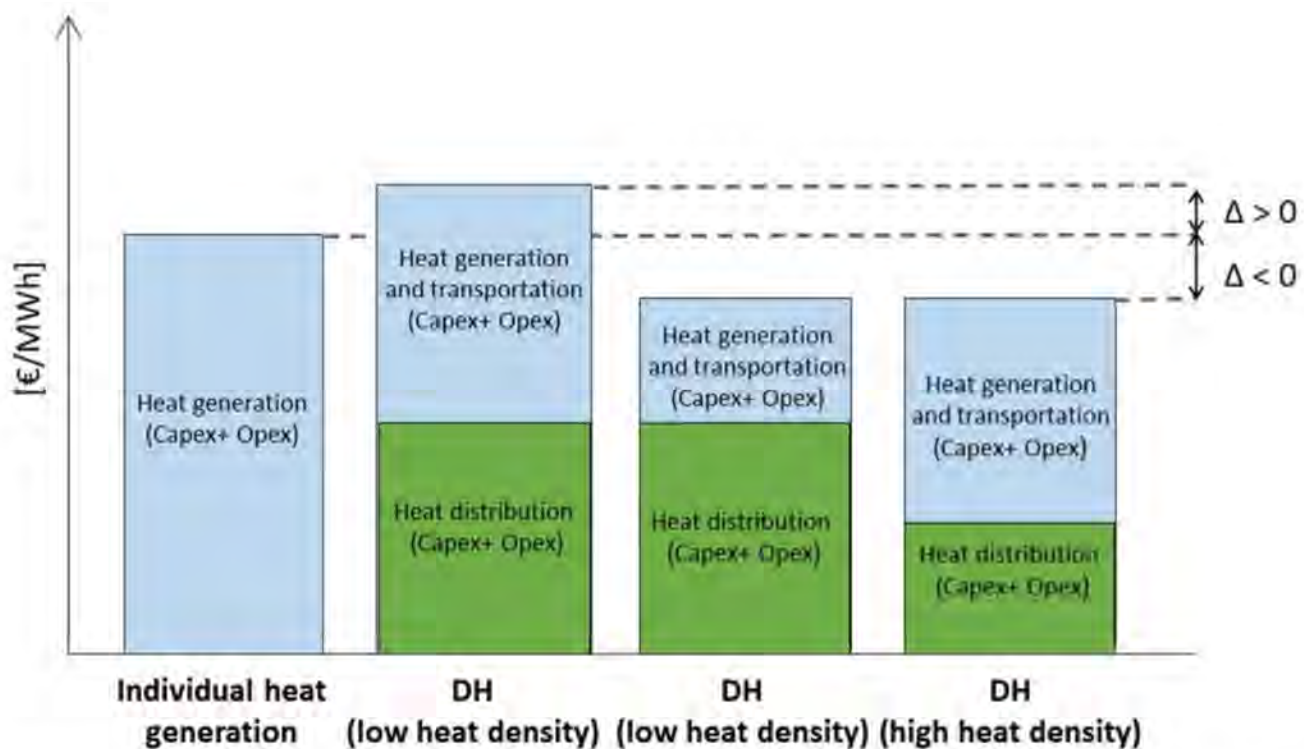 [€/MWh]
Heat generation
(Capex+ Opex)
Heat generation
and transportation
(Capex+ Opex)
Heat distribution
(Capex+ Opex)
Heat generation
and transportation
(Capex+ Opex)
Heat distribution
(Capex+ Opex)
Heat generation
and transportation
(Capex+ Opex)
Heat distribution
(Capex+ Opex)
Δ > 0
Δ < 0
Individual heat
generation
DH
(low heat density)
DH
(low heat density)
DH
(high heat density)